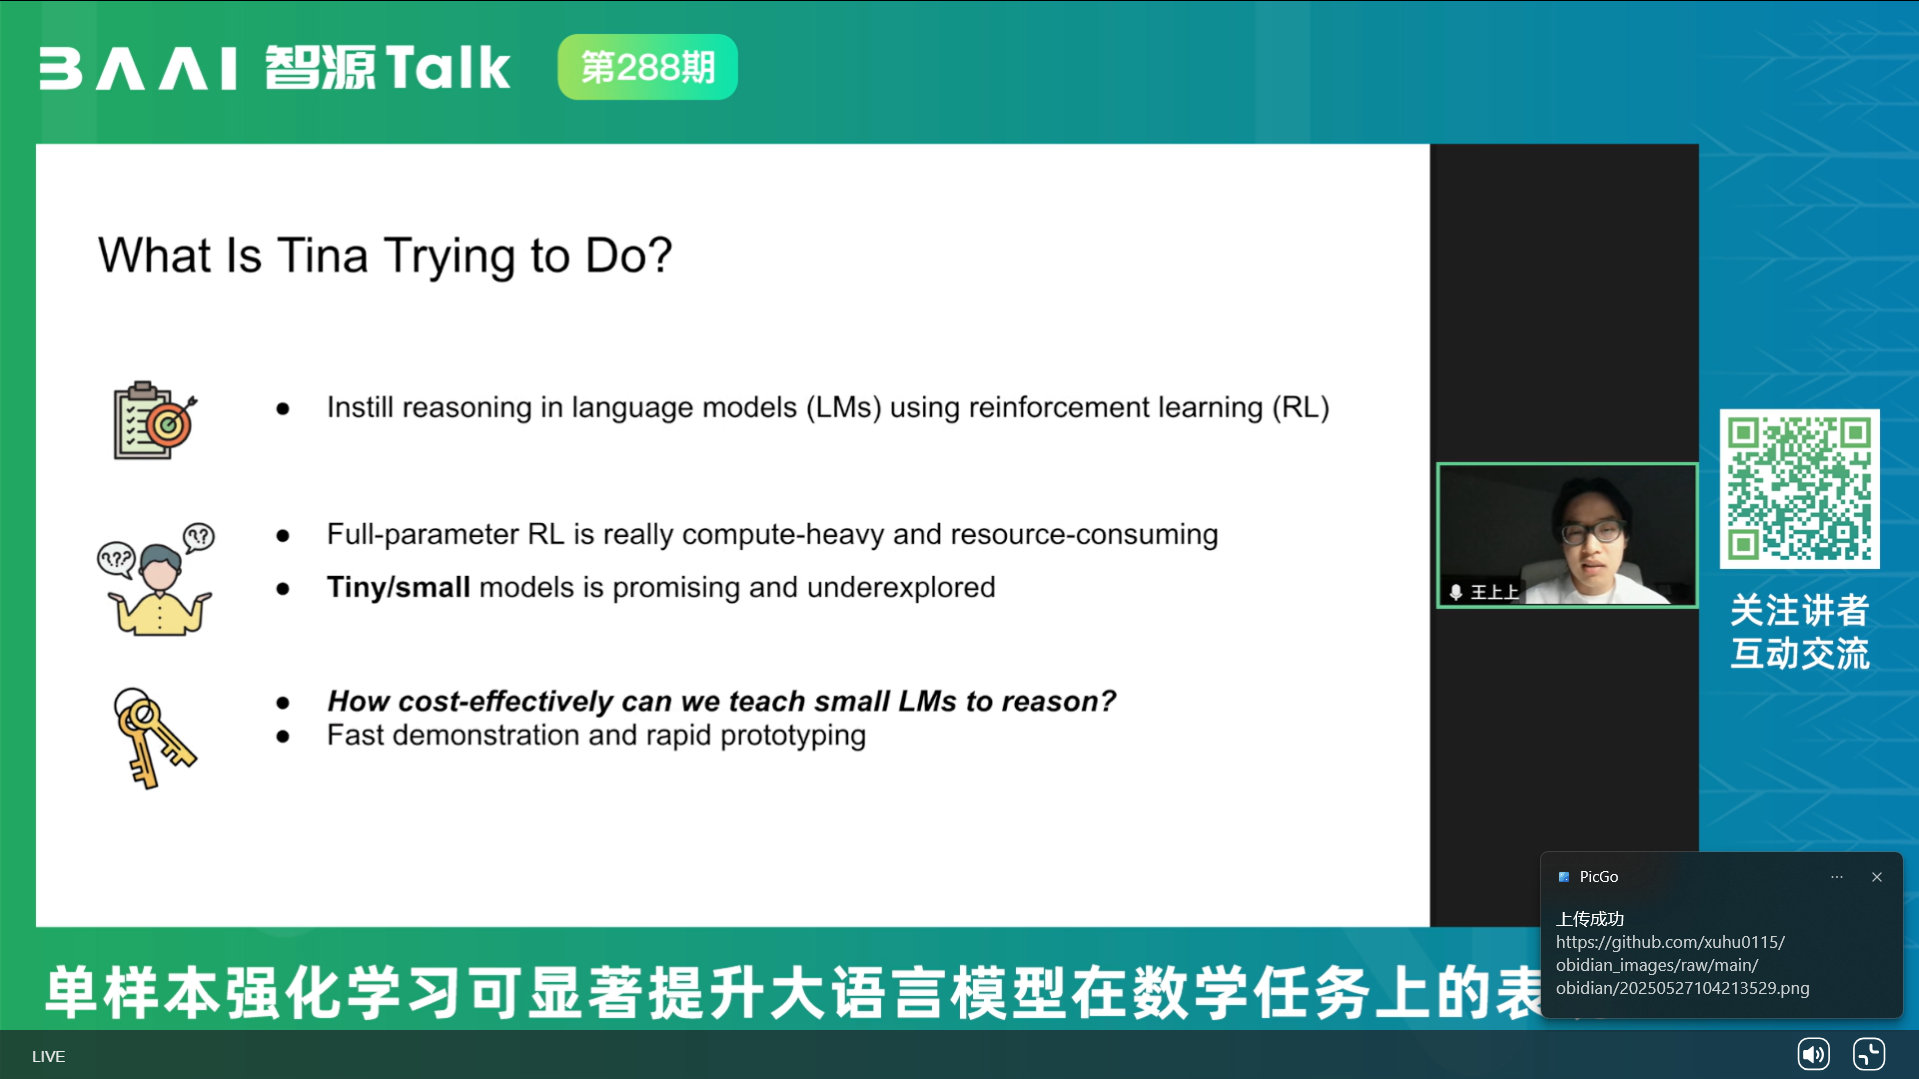 BAAI 智源 Talk 第288期
What Is Tina Trying to Do?
● Instill reasoning in language models (LMs) using reinforcement learning (RL)
??? ??
● Full-parameter RL is really compute-heavy and resource-consuming
● Tiny/small models is promising and underexplored
● How cost-effectively can we teach small LMs to reason?
● Fast demonstration and rapid prototyping
王上上
关注讲者
互动交流
PicGo
上传成功
https://github.com/xuhu0115/
obidian_images/raw/main/
obidian/20250527104213529.png
单样本强化学习可显著提升大语言模型在数学任务上的表
LIVE